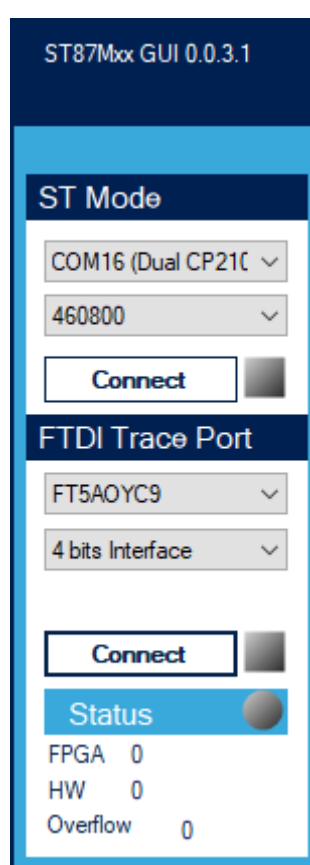 ST87Mxx GUI 0.0.3.1
ST Mode
COM16 (Dual CP210
460800
Connect
FTDI Trace Port
FT5AOYC9
4 bits Interface
Connect
Status
FPGA 0
HW 0
Overflow 0